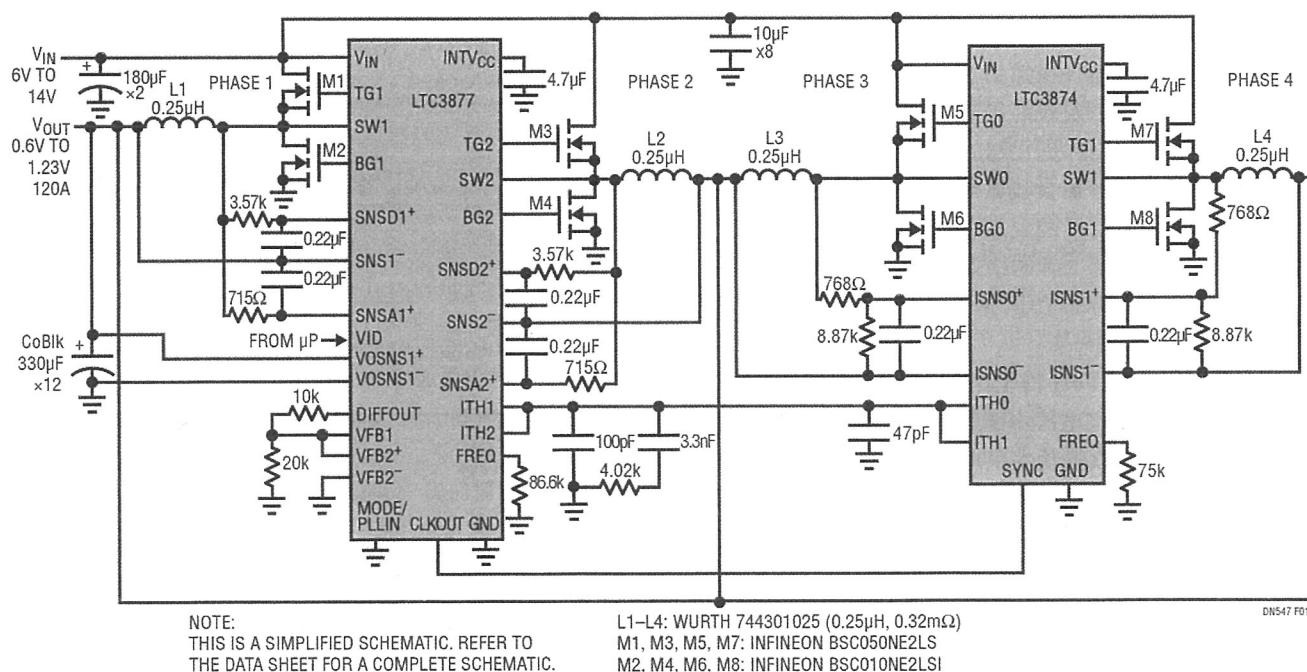 VIN
6V TO
14V
180µF
×2
L1
0.25µH
PHASE 1
M1
VOUT
0.6V TO
1.23V
120A
M2
3.57k
0.22µF
0.22µF
715Ω
FROM µP
CoBlk
330µF
×12
10k
20k
VIN
INTVCC
LTC3877
TG1
SW1
BG1
TG2
SW2
BG2
SNSD1+
SNS1−
SNSA1+
VID
VOSNS1+
VOSNS1−
DIFFOUT
VFB1
VFB2+
VFB2−
MODE/
PLLIN
CLKOUT
GND
SNSD2+
SNS2−
SNSA2+
ITH1
ITH2
FREQ
4.7µF
10µF
×8
PHASE 2
M3
M4
L2
0.25µH
3.57k
0.22µF
0.22µF
715Ω
100pF
3.3nF
4.02k
86.6k
PHASE 3
L3
0.25µH
M5
M6
768Ω
8.87k
0.22µF
47pF
VIN
INTVCC
LTC3874
TG0
TG1
SW0
SW1
BG0
BG1
ISNS0+
ISNS1+
ISNS0−
ISNS1−
ITH0
ITH1
FREQ
SYNC
GND
4.7µF
PHASE 4
M7
L4
0.25µH
M8
768Ω
0.22µF
8.87k
75k
DN547 F01
NOTE:
THIS IS A SIMPLIFIED SCHEMATIC. REFER TO
THE DATA SHEET FOR A COMPLETE SCHEMATIC.
L1–L4: WURTH 744301025 (0.25µH, 0.32mΩ)
M1, M3, M5, M7: INFINEON BSC050NE2LS
M2, M4, M6, M8: INFINEON BSC010NE2LSI